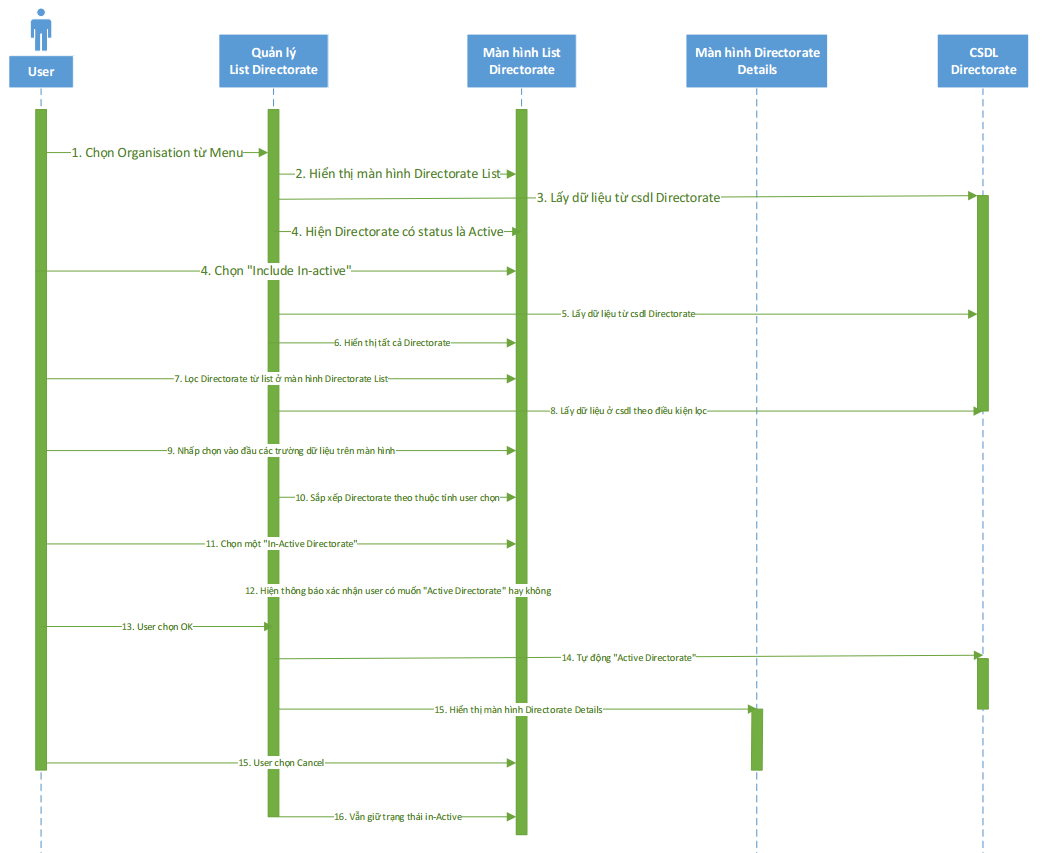 User
Quản lý
List Directorate
Màn hình List
Directorate
Màn hình Directorate
Details
CSDL
Directorate
1. Chọn Organisation từ Menu
2. Hiển thị màn hình Directorate List
3. Lấy dữ liệu từ csdl Directorate
4. Hiện Directorate có status là Active
4. Chọn "Include In-active"
5. Lấy dữ liệu từ csdl Directorate
6. Hiển thị tất cả Directorate
7. Lọc Directorate từ list ở màn hình Directorate List
8. Lấy dữ liệu ở csdl theo điều kiện lọc
9. Nhấp chọn vào đầu các trường dữ liệu trên màn hình
10. Sắp xếp Directorate theo thuộc tính user chọn
11. Chọn một "In-Active Directorate"
12. Hiện thông báo xác nhận user có muốn "Active Directorate" hay không
13. User chọn OK
14. Tự động "Active Directorate"
15. Hiển thị màn hình Directorate Details
15. User chọn Cancel
16. Vẫn giữ trạng thái in-Active